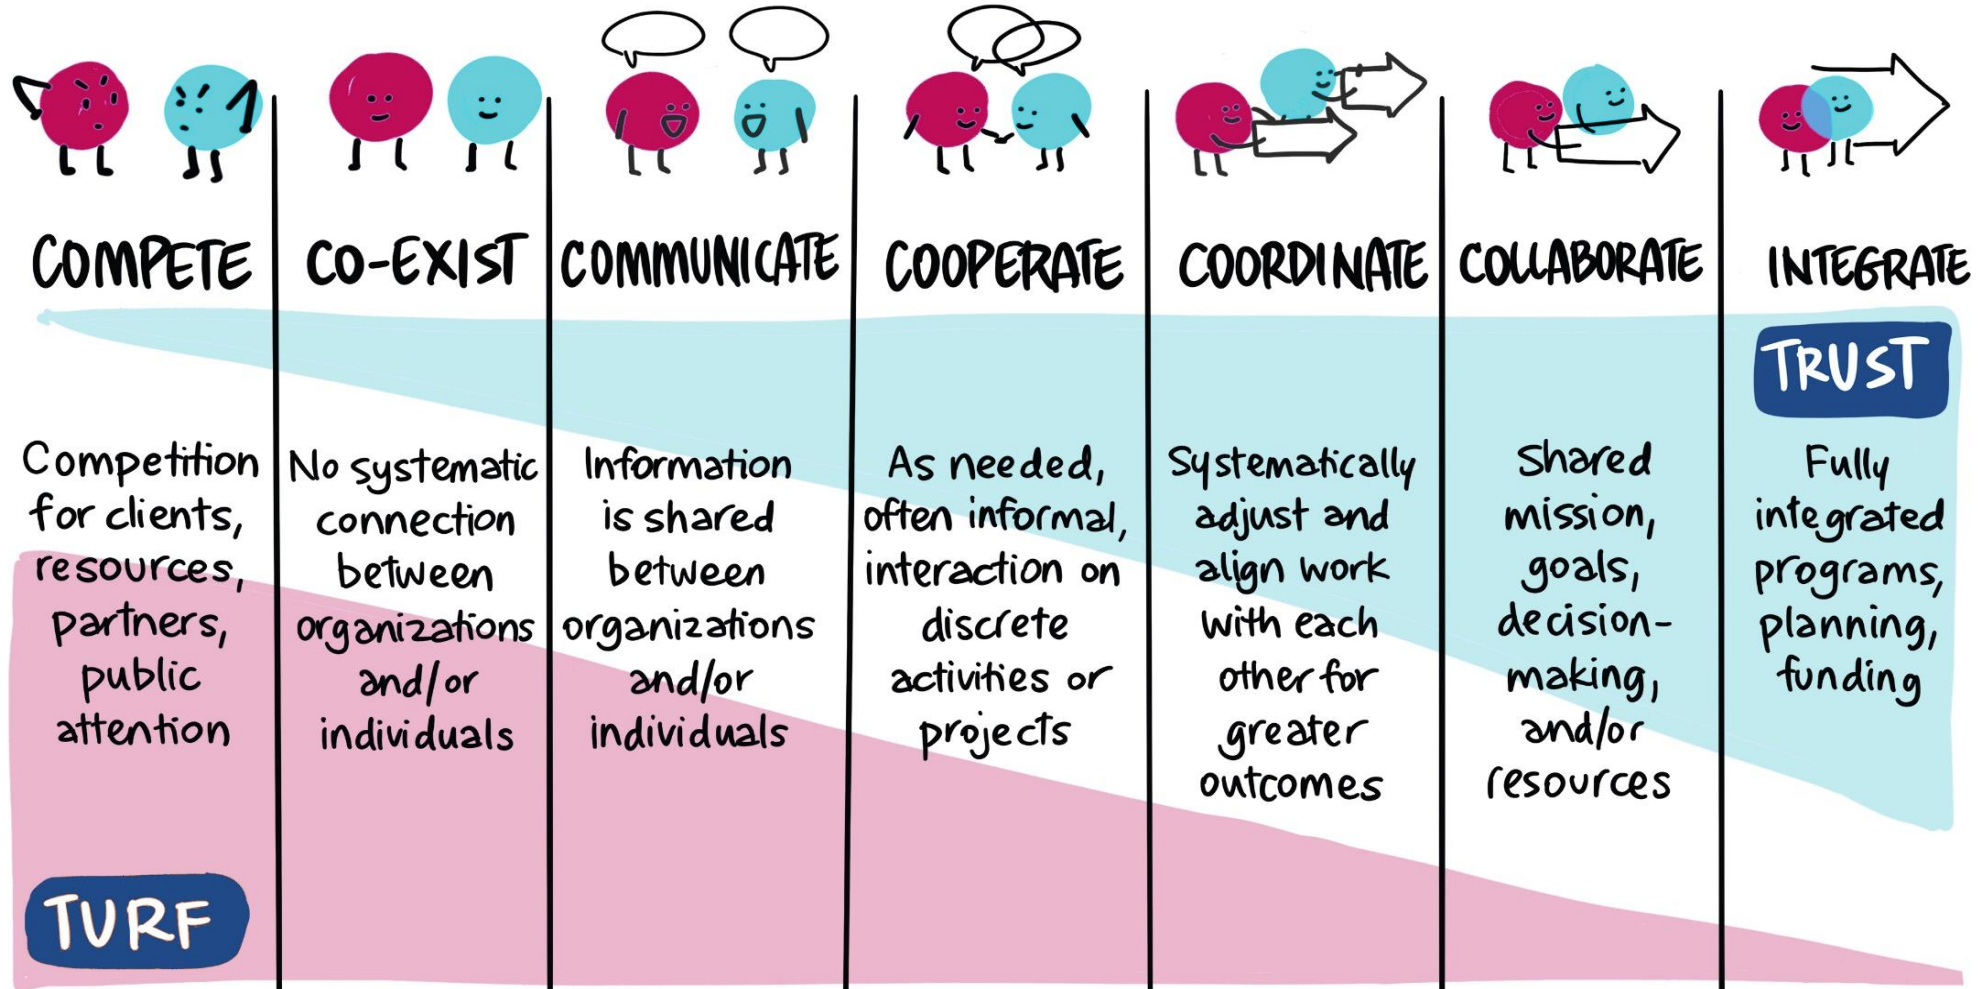 COMPETE
CO-EXIST
COMMUNICATE
COOPERATE
COORDINATE
COLLABORATE
INTEGRATE
TRUST
Competition
for clients,
resources,
partners,
public
attention
No systematic
connection
between
organizations
and/or
individuals
Information
is shared
between
organizations
and/or
individuals
As needed,
often informal,
interaction on
discrete
activities or
projects
Systematically
adjust and
align work
with each
other for
greater
outcomes
Shared
mission,
goals,
decision-
making,
and/or
resources
Fully
integrated
programs,
planning,
funding
TURF